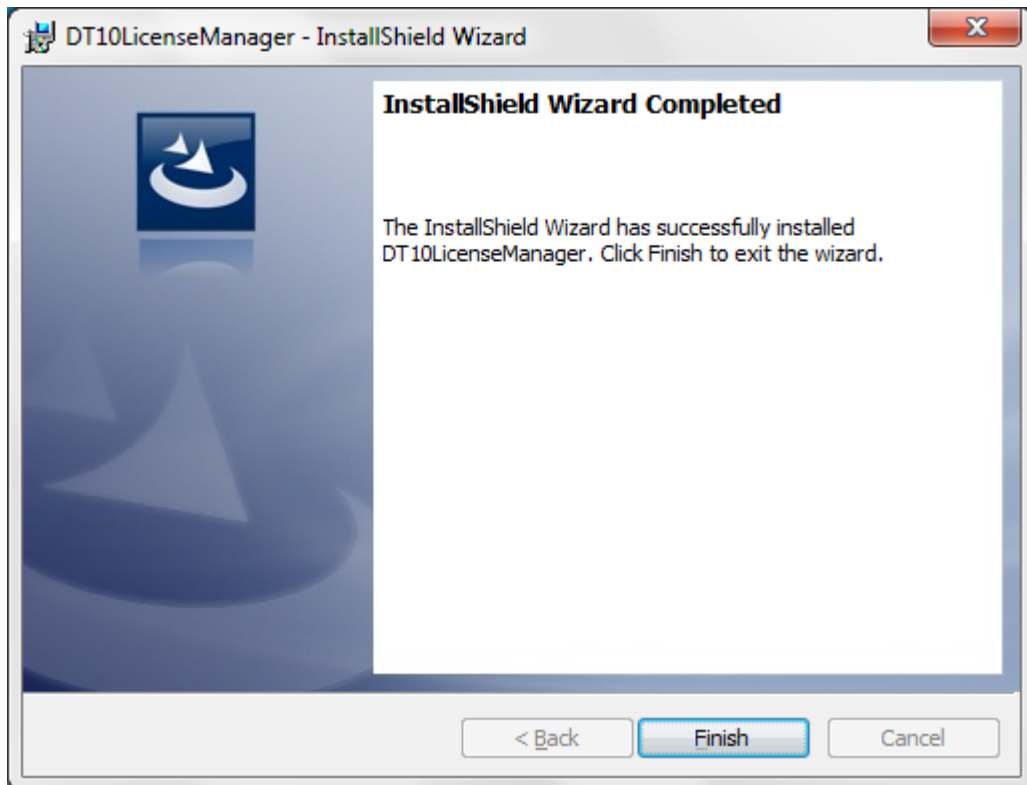 DT10LicenseManager - InstallShield Wizard
InstallShield Wizard Completed
The InstallShield Wizard has successfully installed
DT10LicenseManager. Click Finish to exit the wizard.
< Back
Finish
Cancel